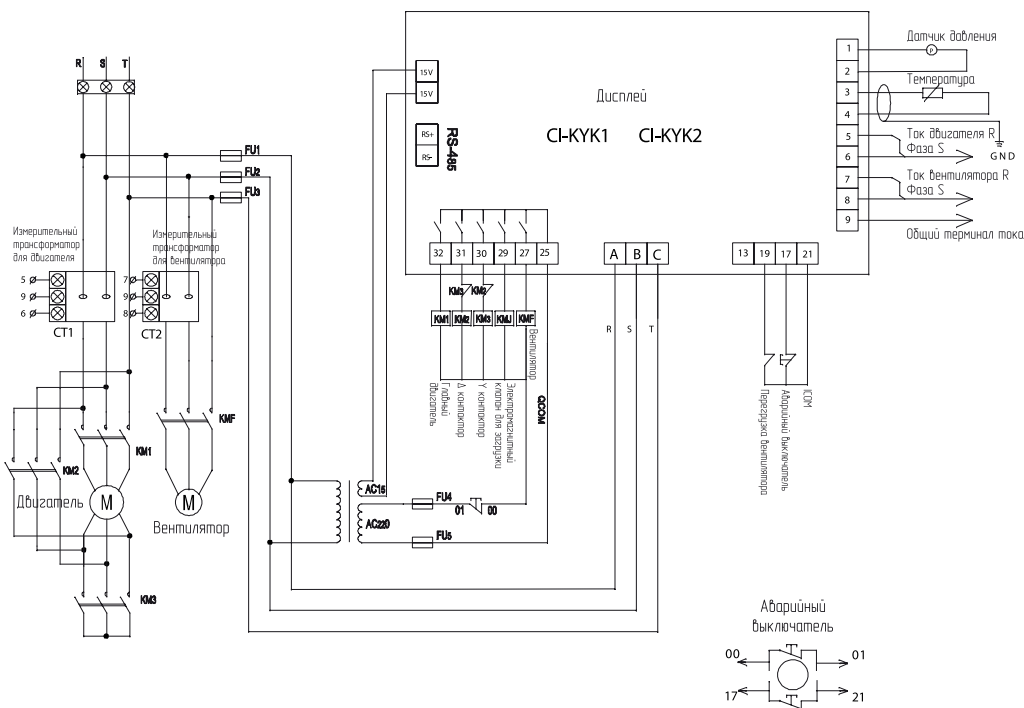 R S T
FU1
FU2
FU3
Измерительный
трансформатор
для двигателя
5
9
6
CT1
Измерительный
трансформатор
для вентилятора
7
9
8
CT2
KM2
KM1
KMF
Двигатель
M
M
Вентилятор
KM3
15V
15V
RS+
RS-
RS-485
Дисплей
CI-KYK1 CI-KYK2
1
2
3
4
5
6
7
8
9
Датчик давления
P
Температура
Ток двигателя R
Фаза S
GND
Ток вентилятора R
Фаза S
Общий терминал тока
32 31 30 29 27 25
A B C
13 19 17 21
KM3 KM2
KM1 KM2 KM3 KMJ KMF
R S T
Главный
двигатель
Δ контактор
Y контактор
Электромагнитный
клапан для загрузки
Вентилятор
QCOM
Перегрузка вентилятора
Аварийный выключатель
JCOM
AC15
AC220
FU4
01 00
FU5
Аварийный
выключатель
00 01
17 21